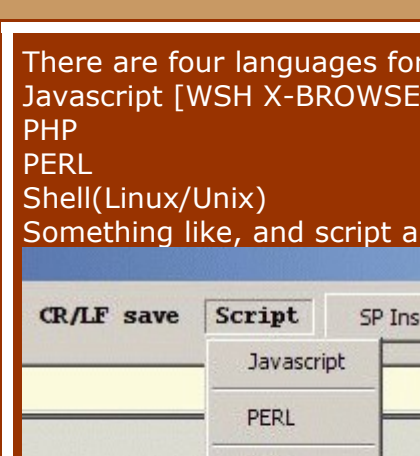 There are four languages for
Javascript [WSH X-BROWSE
PHP
PERL
Shell(Linux/Unix)
Something like, and script a
CR/LF save Script SP Ins
Javascript
PERL